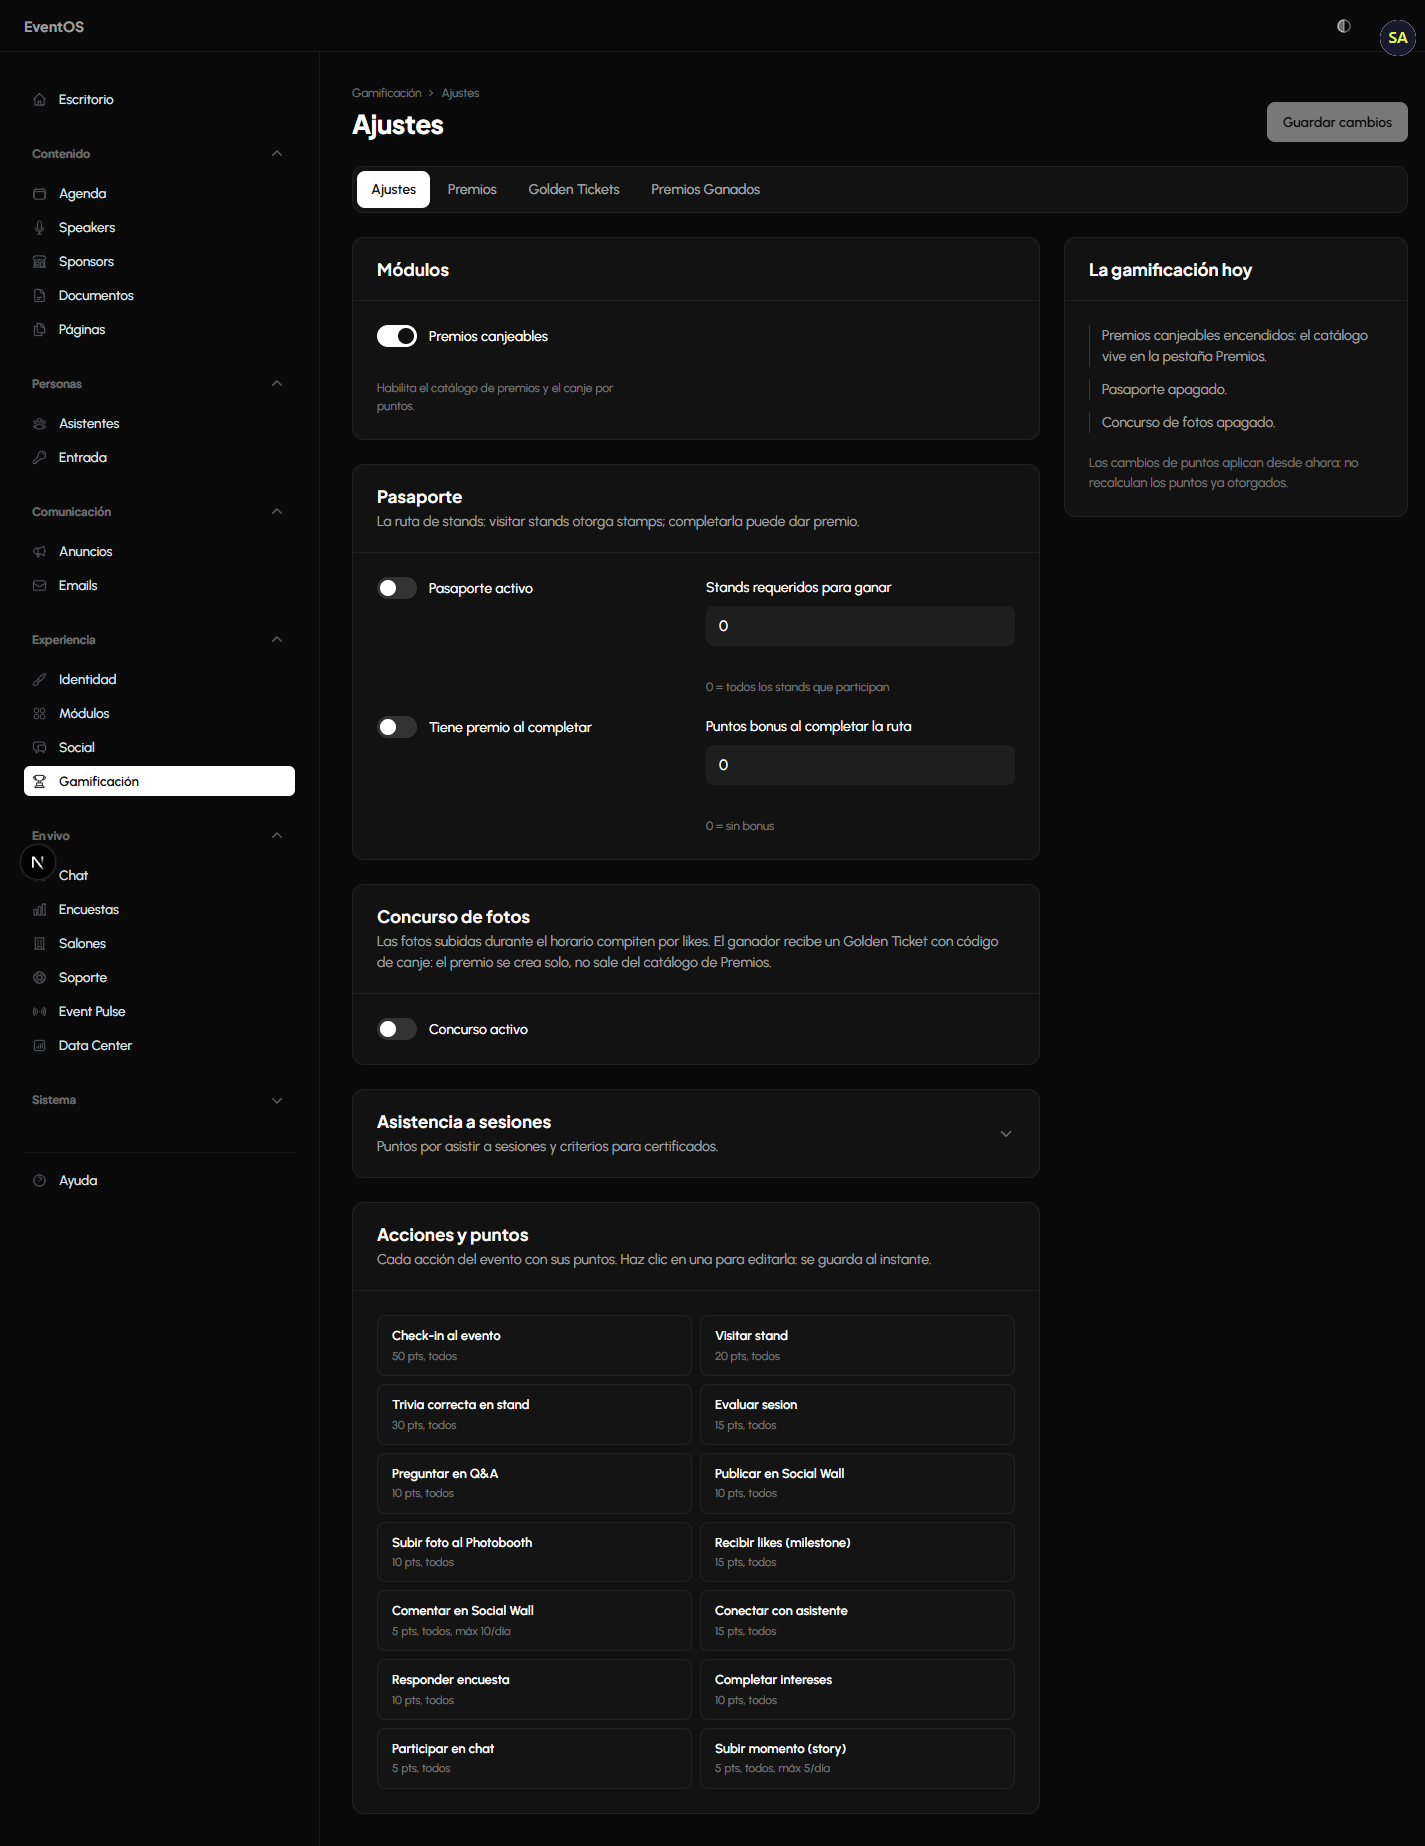 EventOS
SA
Escritorio
Contenido
Agenda
Speakers
Sponsors
Documentos
Páginas
Personas
Asistentes
Entrada
Comunicación
Anuncios
Emails
Experiencia
Identidad
Módulos
Social
Gamificación
En vivo
N
Chat
Encuestas
Salones
Soporte
Event Pulse
Data Center
Sistema
Ayuda
Gamificación > Ajustes
Ajustes
Guardar cambios
Ajustes Premios Golden Tickets Premios Ganados
Módulos
Premios canjeables
Habilita el catálogo de premios y el canje por
puntos.
Pasaporte
La ruta de stands: visitar stands otorga stamps; completarla puede dar premio.
Pasaporte activo
Stands requeridos para ganar
0
0 = todos los stands que participan
Tiene premio al completar
Puntos bonus al completar la ruta
0
0 = sin bonus
Concurso de fotos
Las fotos subidas durante el horario compiten por likes. El ganador recibe un Golden Ticket con código
de canje: el premio se crea solo, no sale del catálogo de Premios.
Concurso activo
Asistencia a sesiones
Puntos por asistir a sesiones y criterios para certificados.
Acciones y puntos
Cada acción del evento con sus puntos. Haz clic en una para editarla: se guarda al instante.
Check-in al evento
50 pts, todos
Visitar stand
20 pts, todos
Trivia correcta en stand
30 pts, todos
Evaluar sesion
15 pts, todos
Preguntar en Q&A
10 pts, todos
Publicar en Social Wall
10 pts, todos
Subir foto al Photobooth
10 pts, todos
Recibir likes (milestone)
15 pts, todos
Comentar en Social Wall
5 pts, todos, máx 10/día
Conectar con asistente
15 pts, todos
Responder encuesta
10 pts, todos
Completar intereses
10 pts, todos
Participar en chat
5 pts, todos
Subir momento (story)
5 pts, todos, máx 5/día
La gamificación hoy
Premios canjeables encendidos: el catálogo
vive en la pestaña Premios.
Pasaporte apagado.
Concurso de fotos apagado.
Los cambios de puntos aplican desde ahora: no
recalculan los puntos ya otorgados.